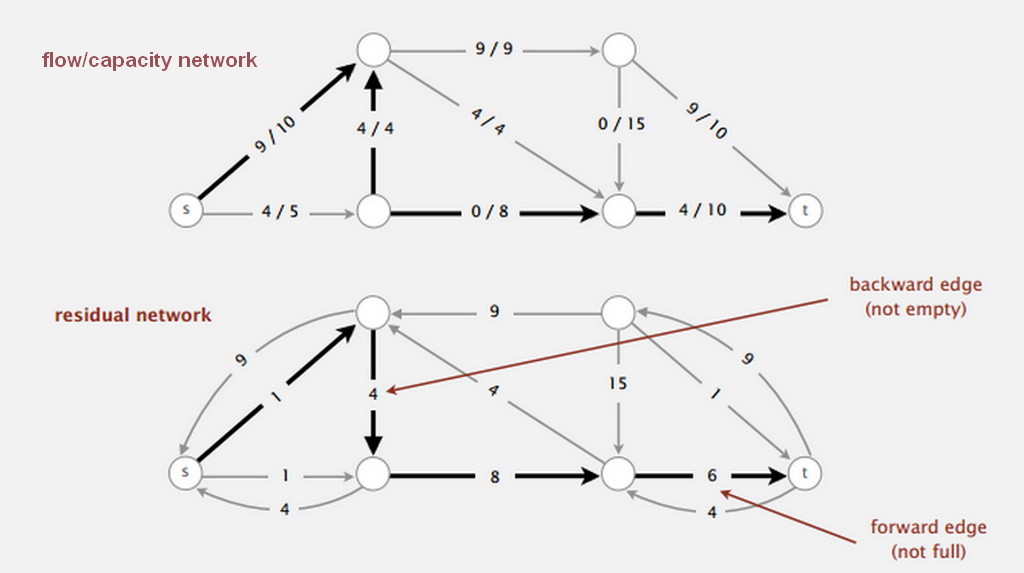 flow/capacity network
9 / 9
9 / 10
4 / 4
4 / 4
0 / 15
9 / 10
s
4 / 5
0 / 8
4 / 10
t
residual network
backward edge
(not empty)
9
9
1
4
4
15
1
9
s
1
8
6
t
4
4
forward edge
(not full)